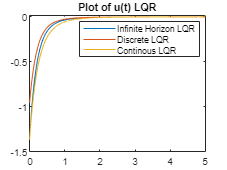 Plot of u(t) LQR
Infinite Horizon LQR
Discrete LQR
Continous LQR
0
-0.5
-1
-1.5
0 1 2 3 4 5